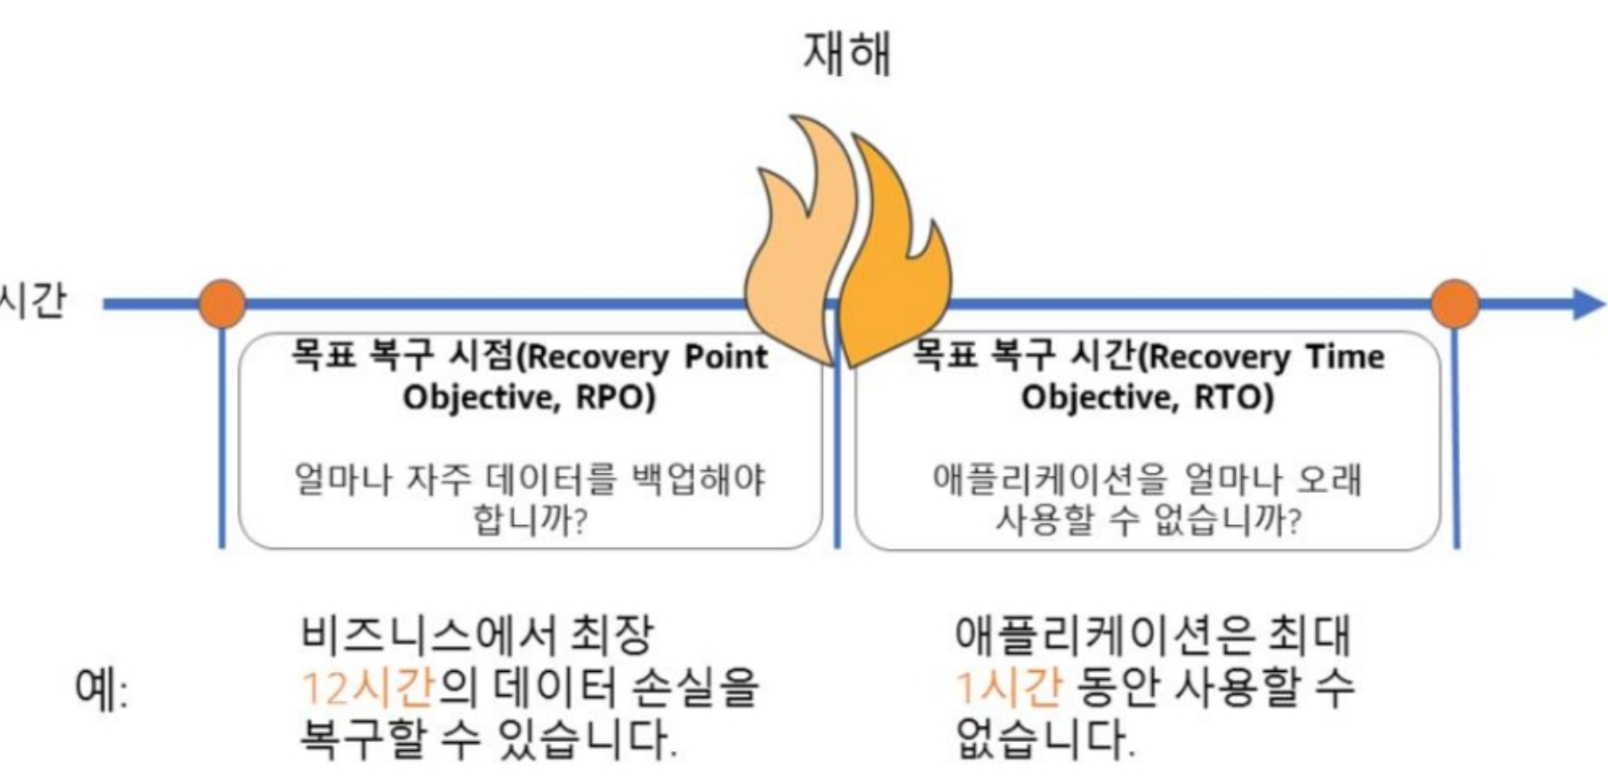 재해
시간
목표 복구 시점(Recovery Point
Objective, RPO)
얼마나 자주 데이터를 백업해야
합니까?
목표 복구 시간(Recovery Time
Objective, RTO)
애플리케이션을 얼마나 오래
사용할 수 없습니까?
예:
비즈니스에서 최장
12시간의 데이터 손실을
복구할 수 있습니다.
애플리케이션은 최대
1시간 동안 사용할 수
없습니다.